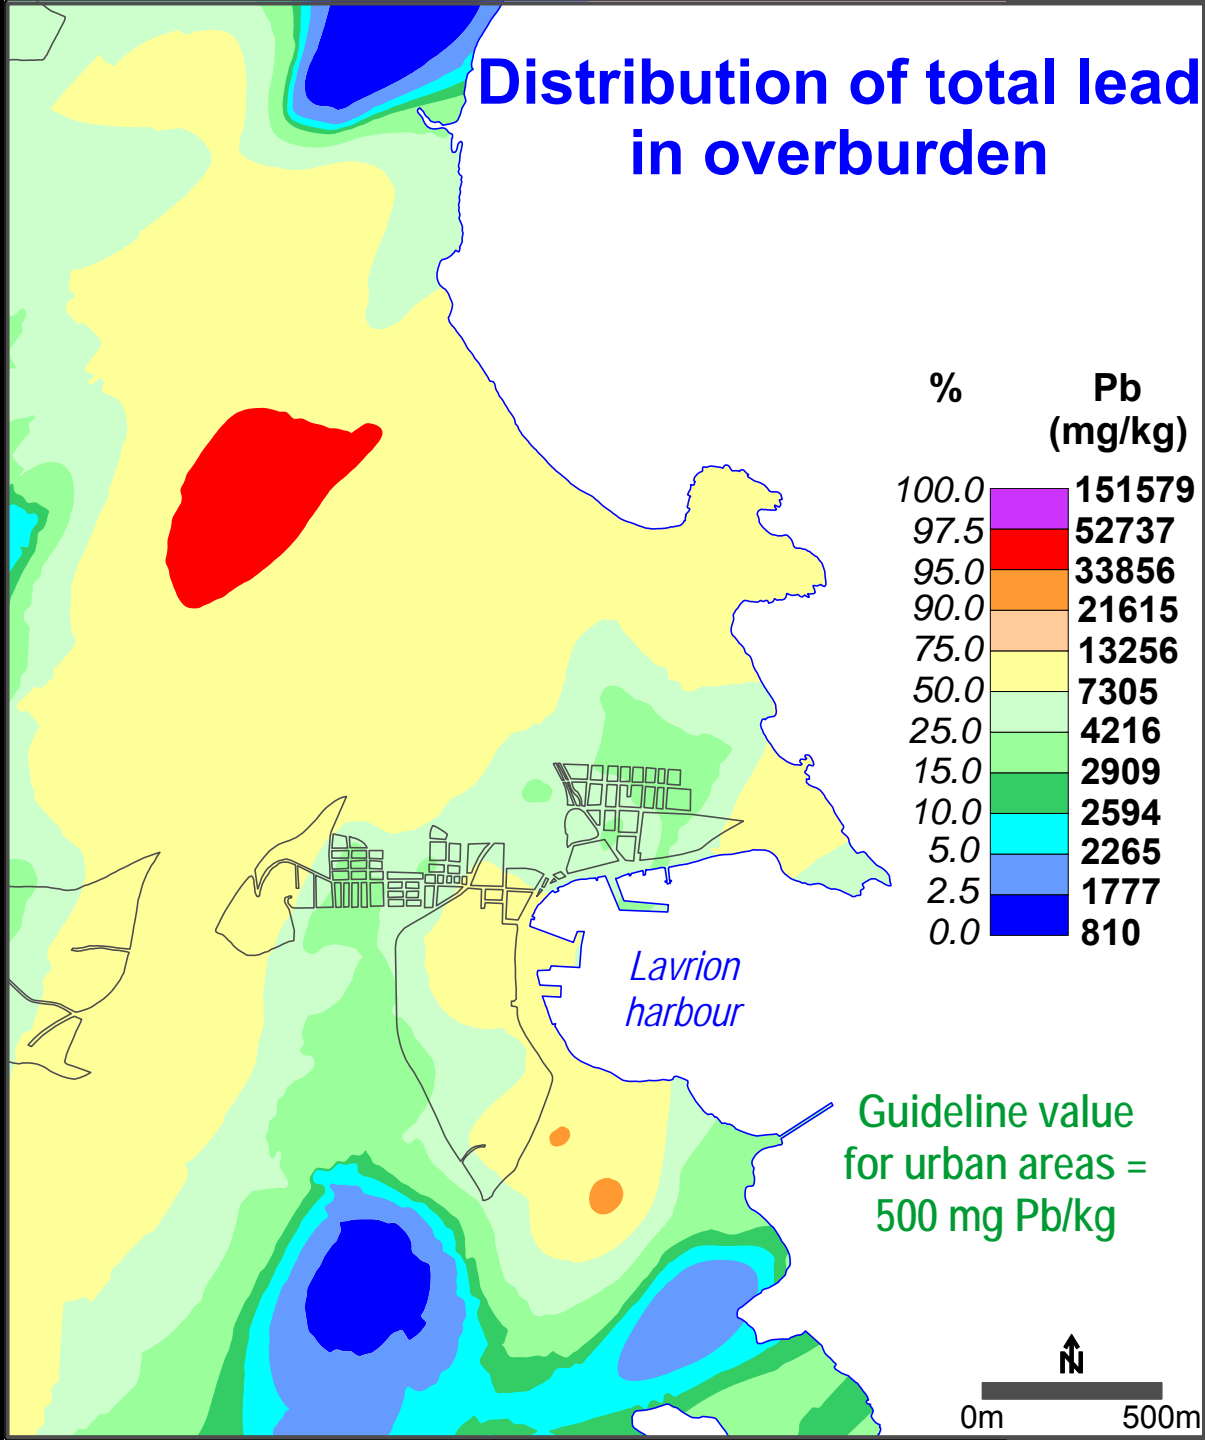 Distribution of total lead
in overburden
% Pb
(mg/kg)
100.0 151579
97.5 52737
95.0 33856
90.0 21615
75.0 13256
50.0 7305
25.0 4216
15.0 2909
10.0 2594
5.0 2265
2.5 1777
0.0 810
Lavrion
harbour
Guideline value
for urban areas =
500 mg Pb/kg
N
0m 500m